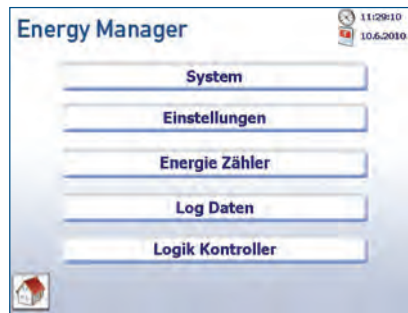 Energy Manager
11:29:10
10.6.2010
System
Einstellungen
Energie Zähler
Log Daten
Logik Kontroller